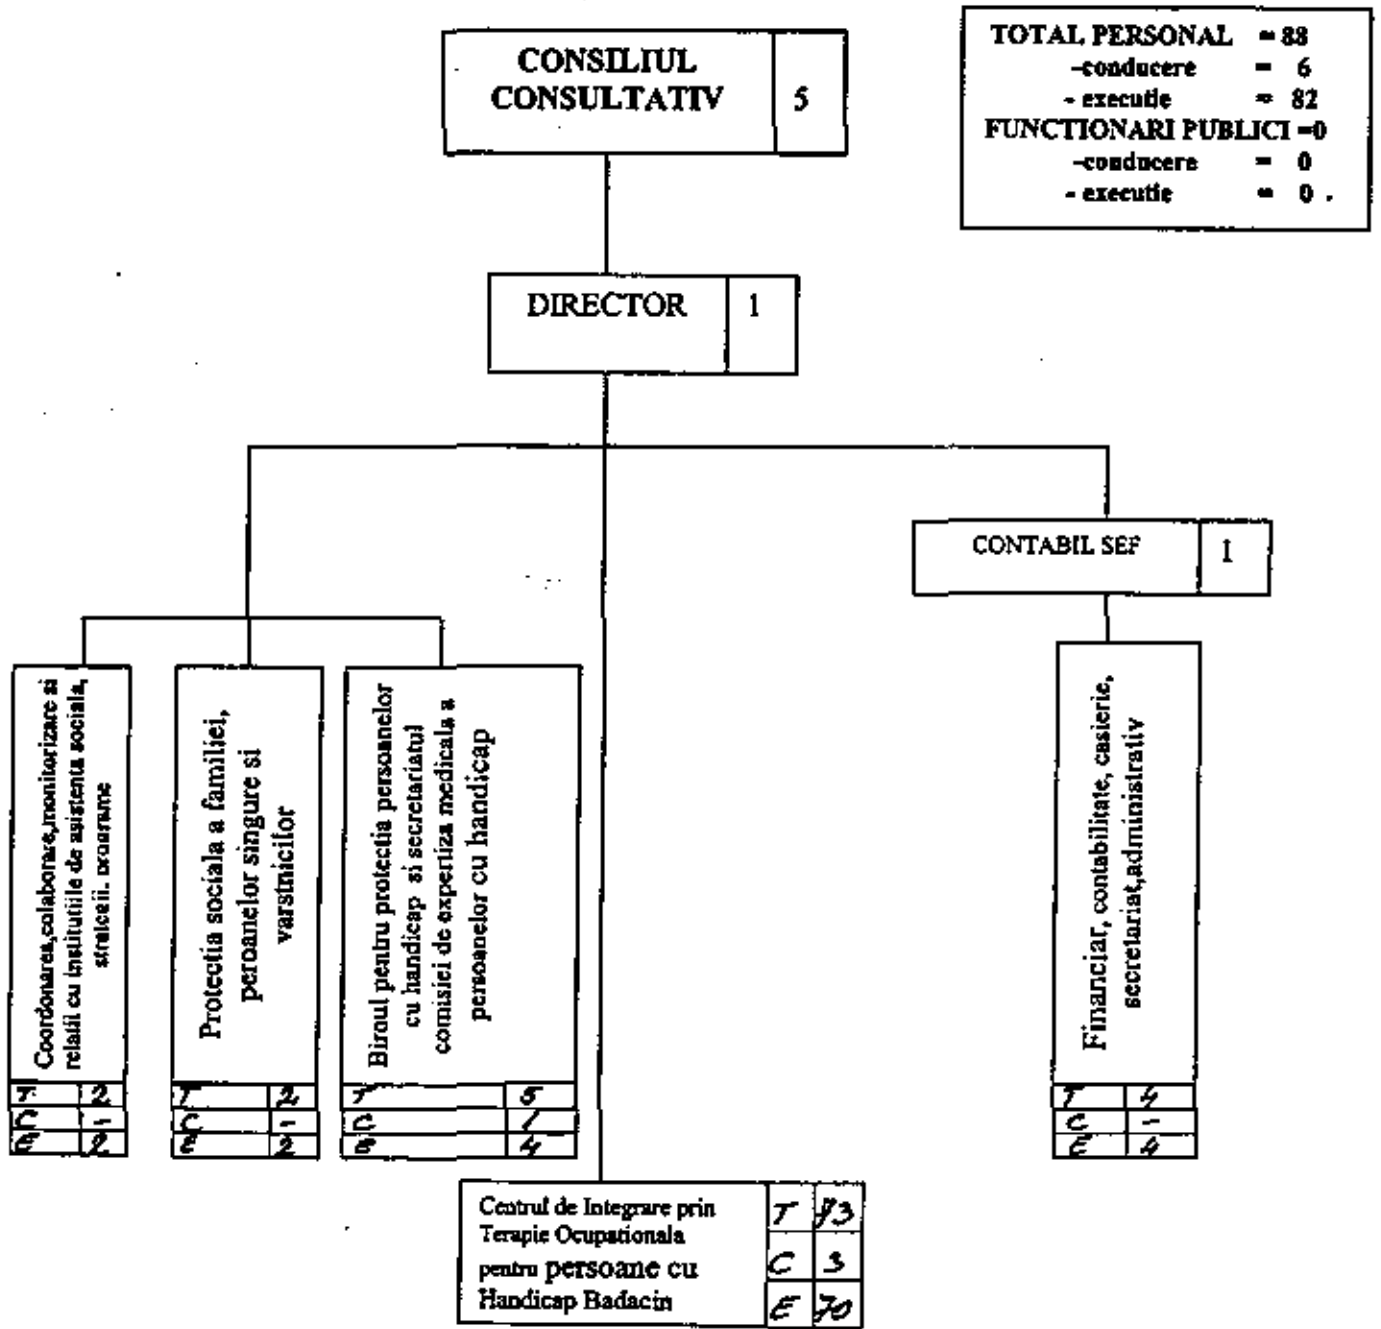 CONSILIUL
CONSULTATIV
5
TOTAL PERSONAL = 88
-conducere = 6
- executie = 82
FUNCTIONARI PUBLICI =0
-conducere = 0
- executie = 0 .
DIRECTOR
1
CONTABIL SEF
1
Coordonarea,colaborare,monitorizare si
relatii cu institutiile de asistenta sociala,
programe
T 2
C -
E 2
Protectia sociala a familiei,
peroanelor singure si
varstnicilor
T 2
C -
E 2
Biroul pentru protectia persoanelor
cu handicap si secretariatul
comisiei de expertiza medicala a
persoanelor cu handicap
T 5
C 1
E 4
Financiar, contabilitate, casierie,
secretariat,administrativ
T 4
C -
E 4
Centrul de Integrare prin
Terapie Ocupationala
pentru persoane cu
Handicap Badacin
T 73
C 3
E 70